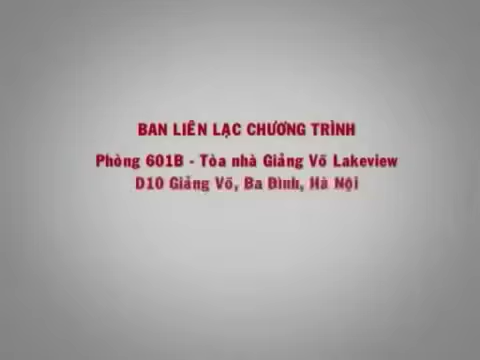 BAN LIÊN LẠC CHƯƠNG TRÌNH
Phòng 601B - Tòa nhà Giảng Võ Lakeview
D10 Giảng Võ, Ba Đình, Hà Nội